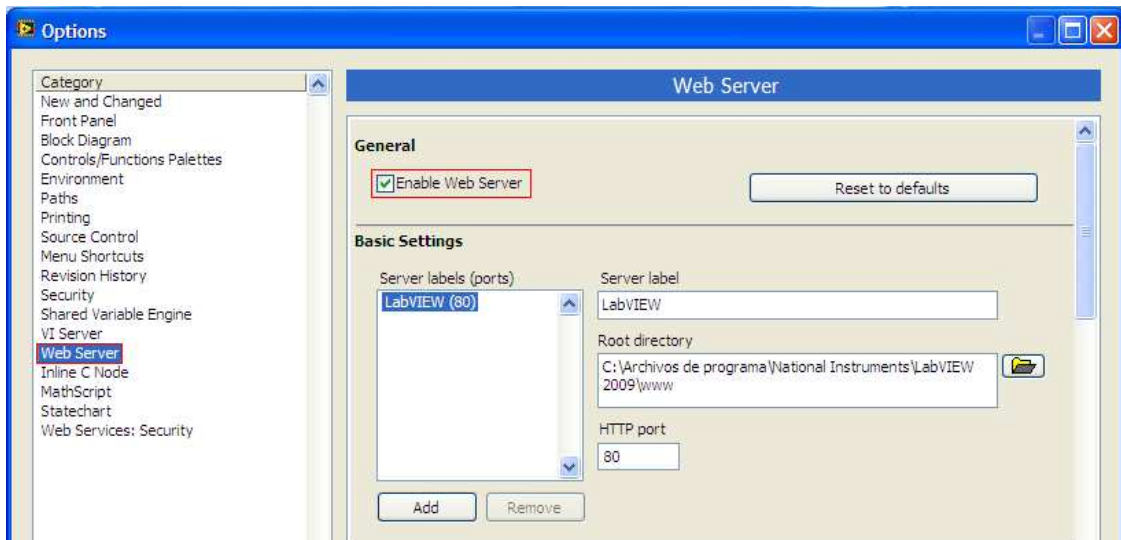 Options
Category
New and Changed
Front Panel
Block Diagram
Controls/Functions Palettes
Environment
Paths
Printing
Source Control
Menu Shortcuts
Revision History
Security
Shared Variable Engine
VI Server
Web Server
Inline C Node
MathScript
Statechart
Web Services: Security
Web Server
General
Enable Web Server
Reset to defaults
Basic Settings
Server labels (ports)
LabVIEW (80)
Add
Remove
Server label
LabVIEW
Root directory
C:\Archivos de programa\National Instruments\LabVIEW
2009\www
HTTP port
80